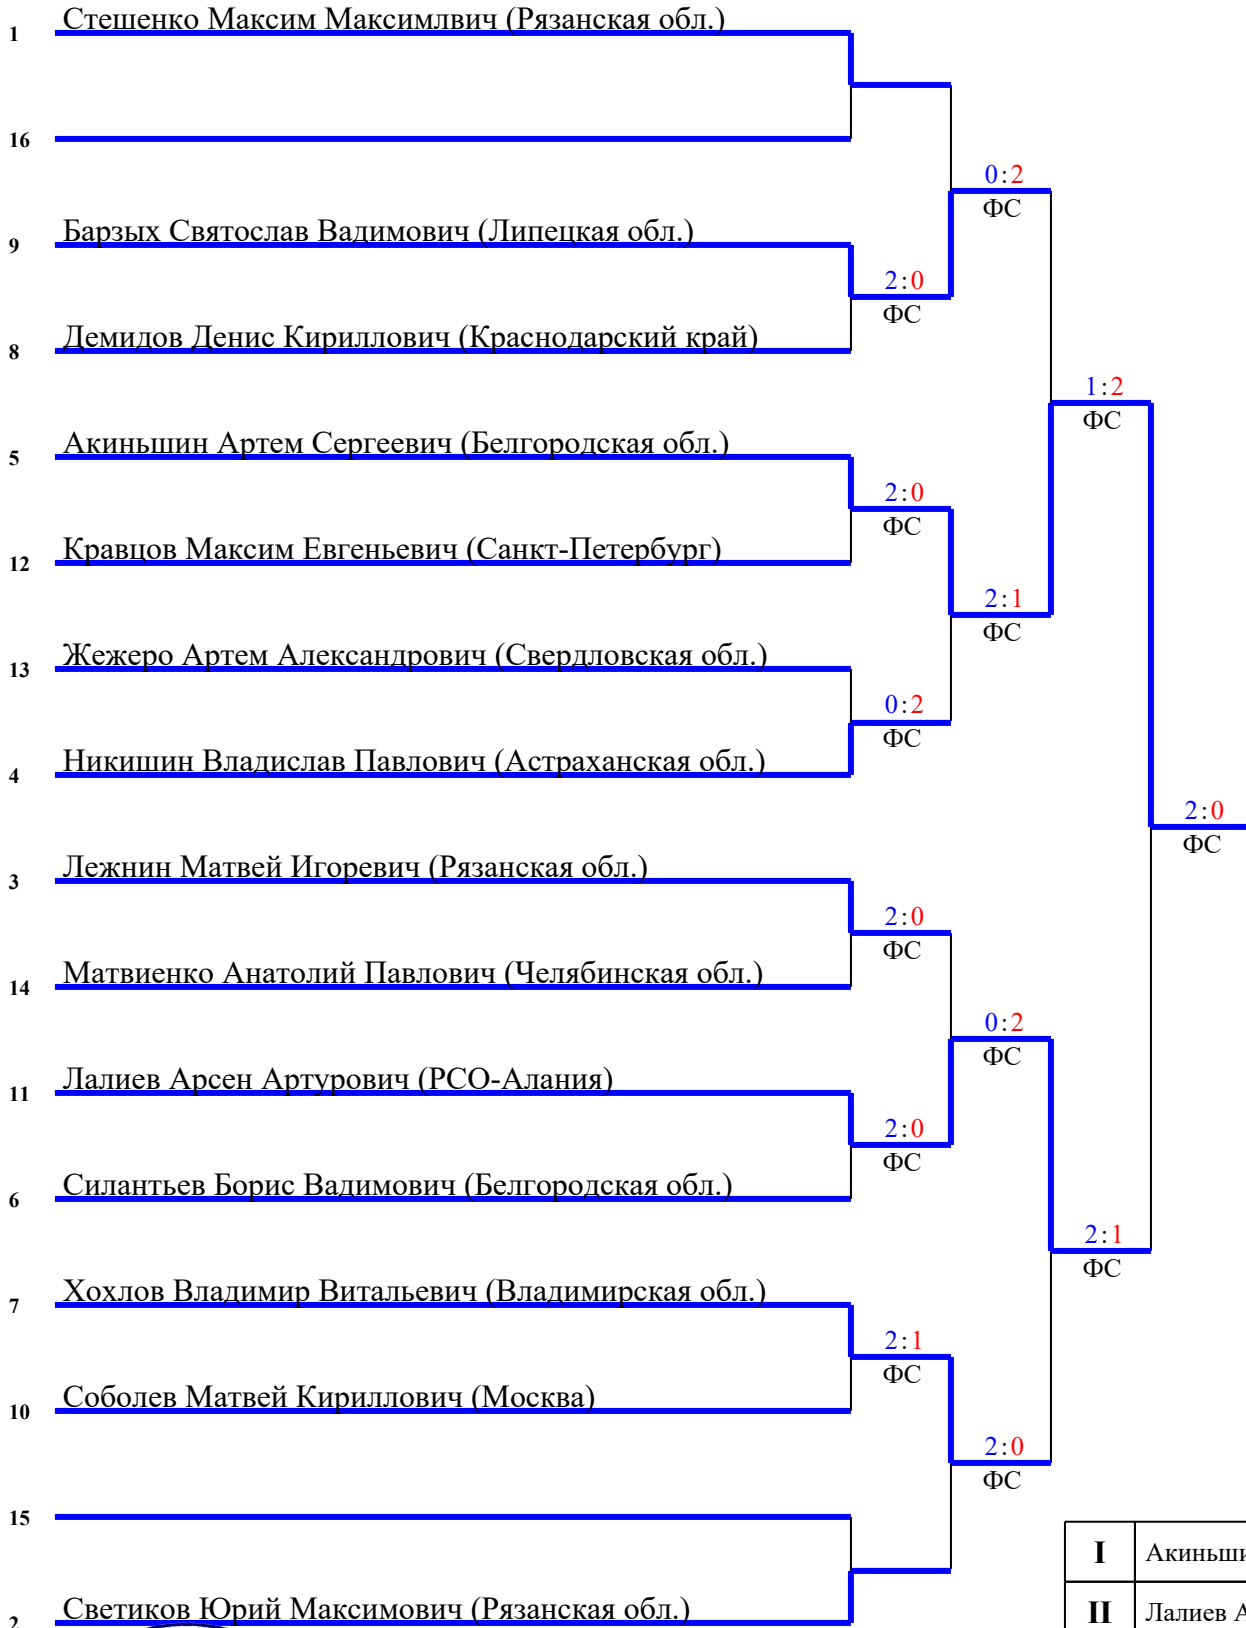 1 Стешенко Максим Максимлвич (Рязанская обл.)
16
0:2
ФС
9 Барзых Святослав Вадимович (Липецкая обл.)
2:0
ФС
8 Демидов Денис Кириллович (Краснодарский край)
1:2
ФС
5 Акиньшин Артем Сергеевич (Белгородская обл.)
2:0
ФС
12 Кравцов Максим Евгеньевич (Санкт-Петербург)
2:1
ФС
13 Жежеро Артем Александрович (Свердловская обл.)
0:2
ФС
4 Никишин Владислав Павлович (Астраханская обл.)
2:0
ФС
3 Лежнин Матвей Игоревич (Рязанская обл.)
2:0
ФС
14 Матвиенко Анатолий Павлович (Челябинская обл.)
0:2
ФС
11 Лалиев Арсен Артурович (РСО-Алания)
2:0
ФС
6 Силантьев Борис Вадимович (Белгородская обл.)
2:1
ФС
7 Хохлов Владимир Витальевич (Владимирская обл.)
2:1
ФС
10 Соболев Матвей Кириллович (Москва)
2:0
ФС
15
I Акиньши
2 Светиков Юрий Максимович (Рязанская обл.)
II Лалиев А